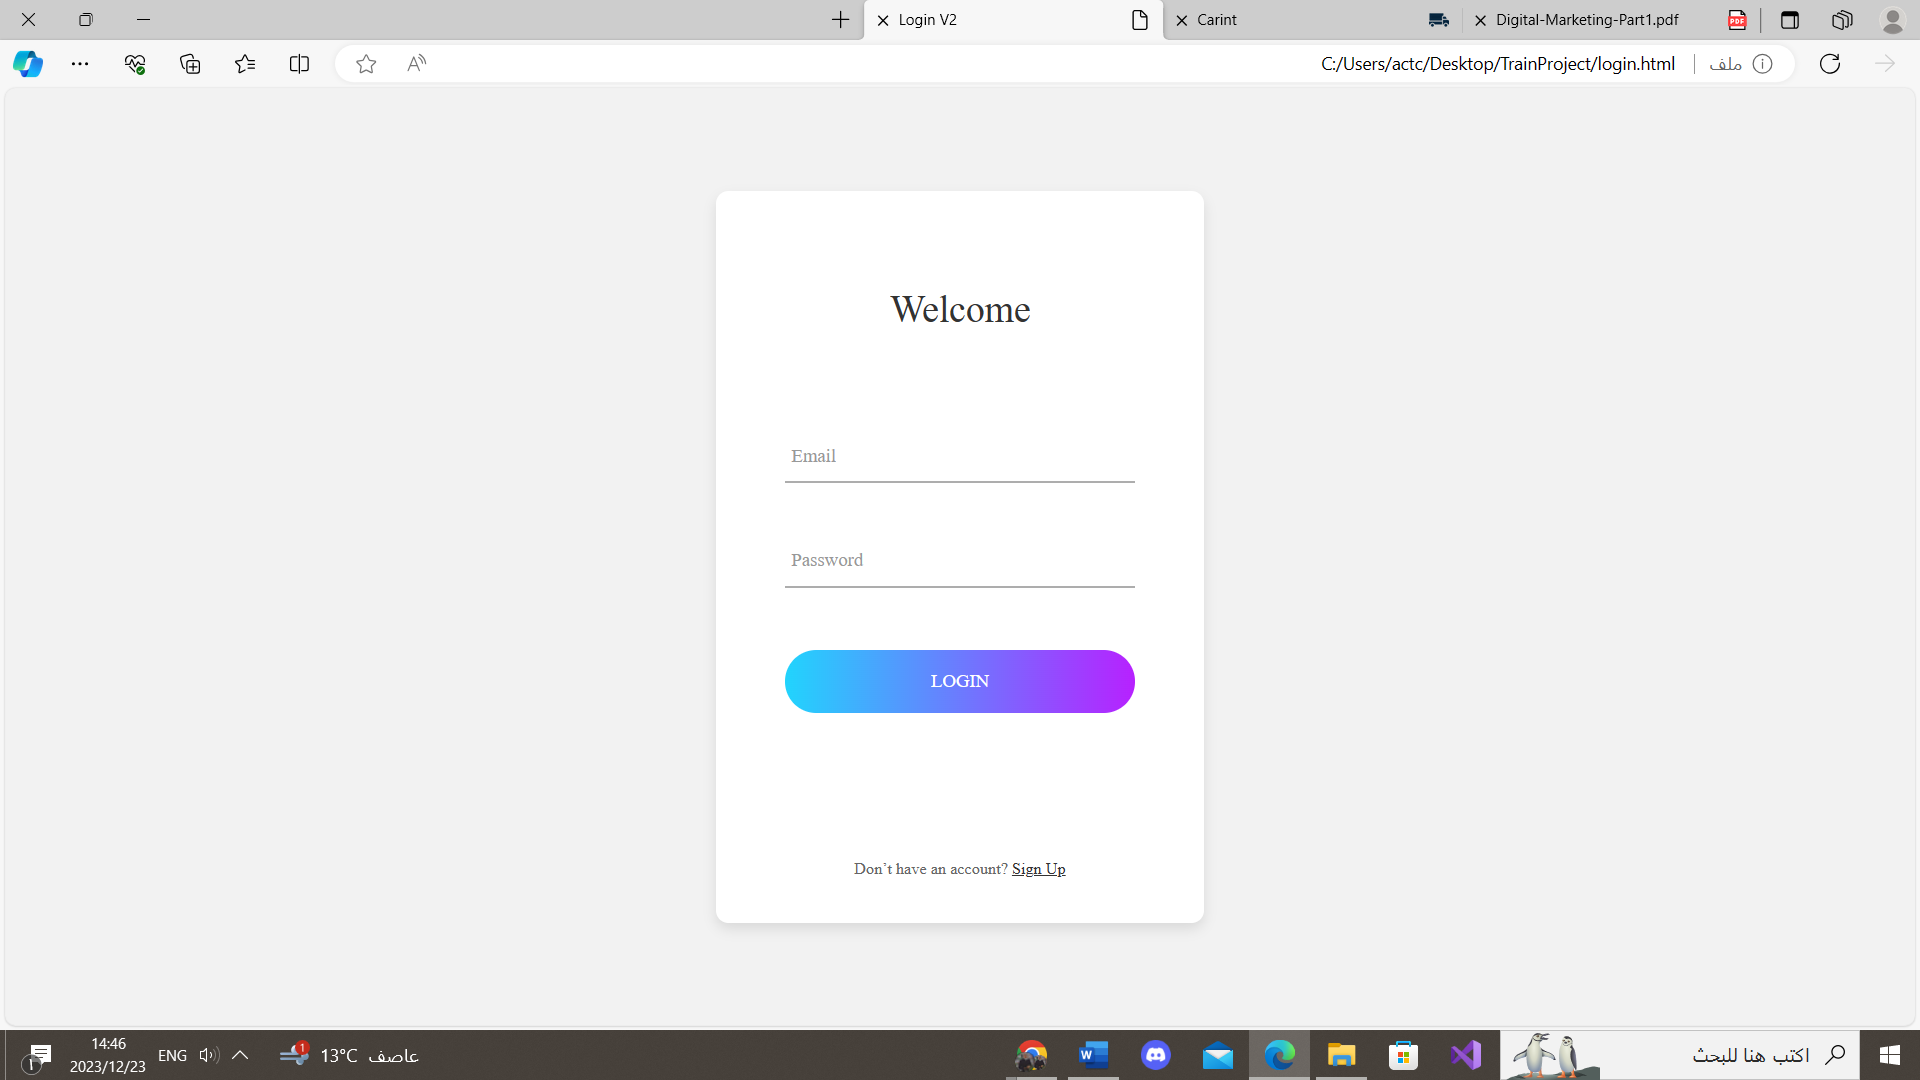 Login V2
Carint
Digital-Marketing-Part1.pdf
C:/Users/actc/Desktop/TrainProject/login.html
ملف
Welcome
Email
Password
LOGIN
Don’t have an account? Sign Up
14:46
2023/12/23
ENG
1
13°C عاصف
اكتب هنا للبحث